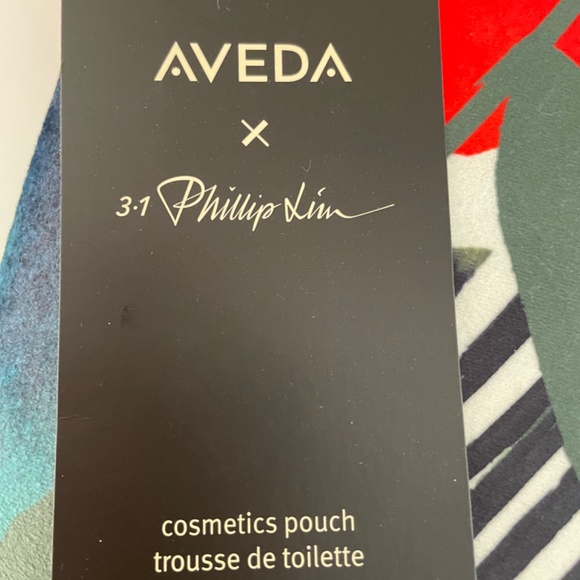 AVEDA
×
3.1 Phillip Lim
cosmetics pouch
trousse de toilette